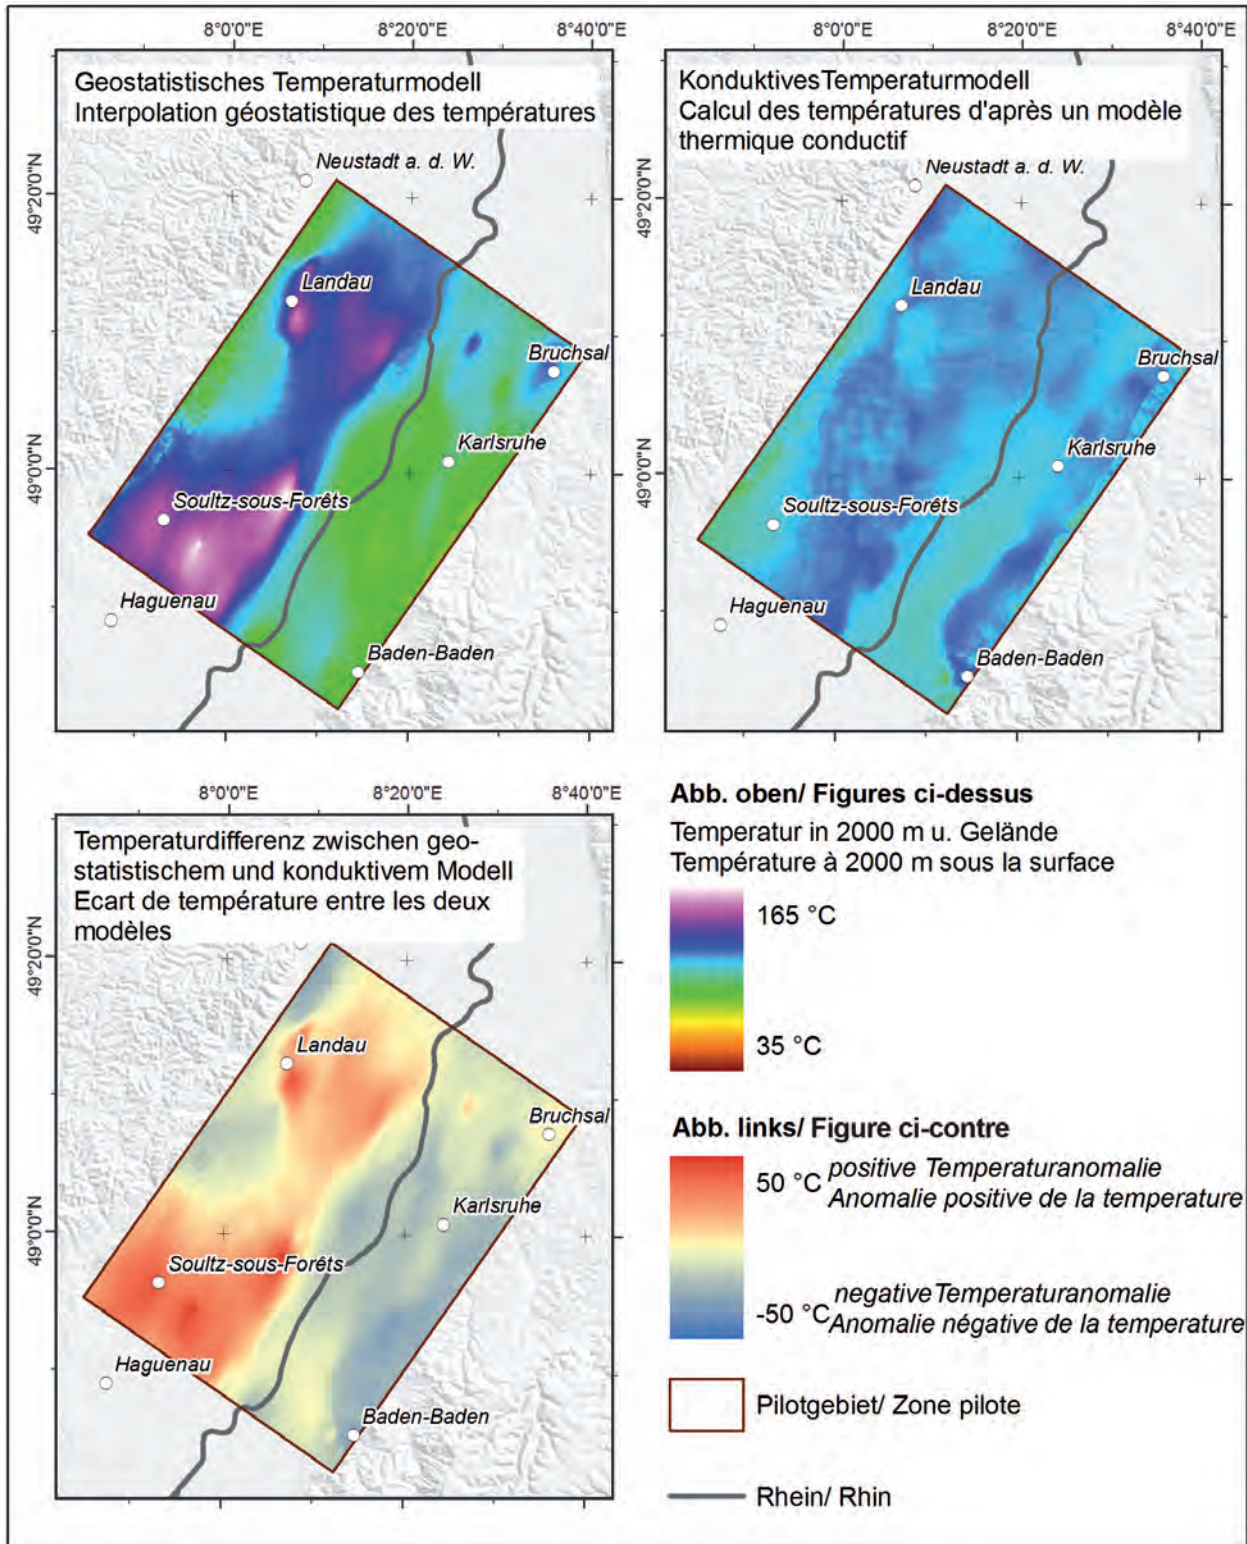 8°0'0"E
8°20'0"E
8°40'0"E
49°20'0"N
49°0'0"N
Geostatistisches Temperaturmodell
Interpolation géostatistique des températures
Neustadt a. d. W.
Landau
Bruchsal
Karlsruhe
Soultz-sous-Forêts
Haguenau
Baden-Baden
8°0'0"E
8°20'0"E
8°40'0"E
49°20'0"N
49°0'0"N
KonduktivesTemperaturmodell
Calcul des températures d'après un modèle
thermique conductif
Neustadt a. d. W.
Landau
Bruchsal
Karlsruhe
Soultz-sous-Forêts
Haguenau
Baden-Baden
8°0'0"E
8°20'0"E
8°40'0"E
49°20'0"N
49°0'0"N
Temperaturdifferenz zwischen geo-
statistischem und konduktivem Modell
Ecart de température entre les deux
modèles
Landau
Bruchsal
Karlsruhe
Soultz-sous-Forêts
Haguenau
Baden-Baden
Abb. oben/ Figures ci-dessus
Temperatur in 2000 m u. Gelände
Température à 2000 m sous la surface
165 °C
35 °C
Abb. links/ Figure ci-contre
50 °C positive Temperaturanomalie
Anomalie positive de la temperature
negativeTemperaturanomalie
-50 °C Anomalie négative de la temperature
Pilotgebiet/ Zone pilote
Rhein/ Rhin